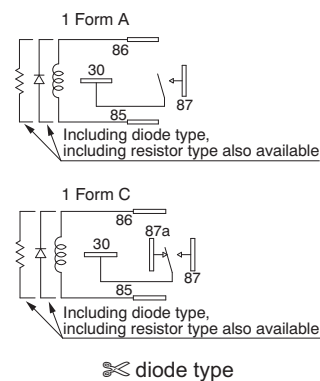 1 Form A
86
30
85
87
Including diode type,
including resistor type also available
1 Form C
86
87a
30
85
87
Including diode type,
including resistor type also available
✄ diode type